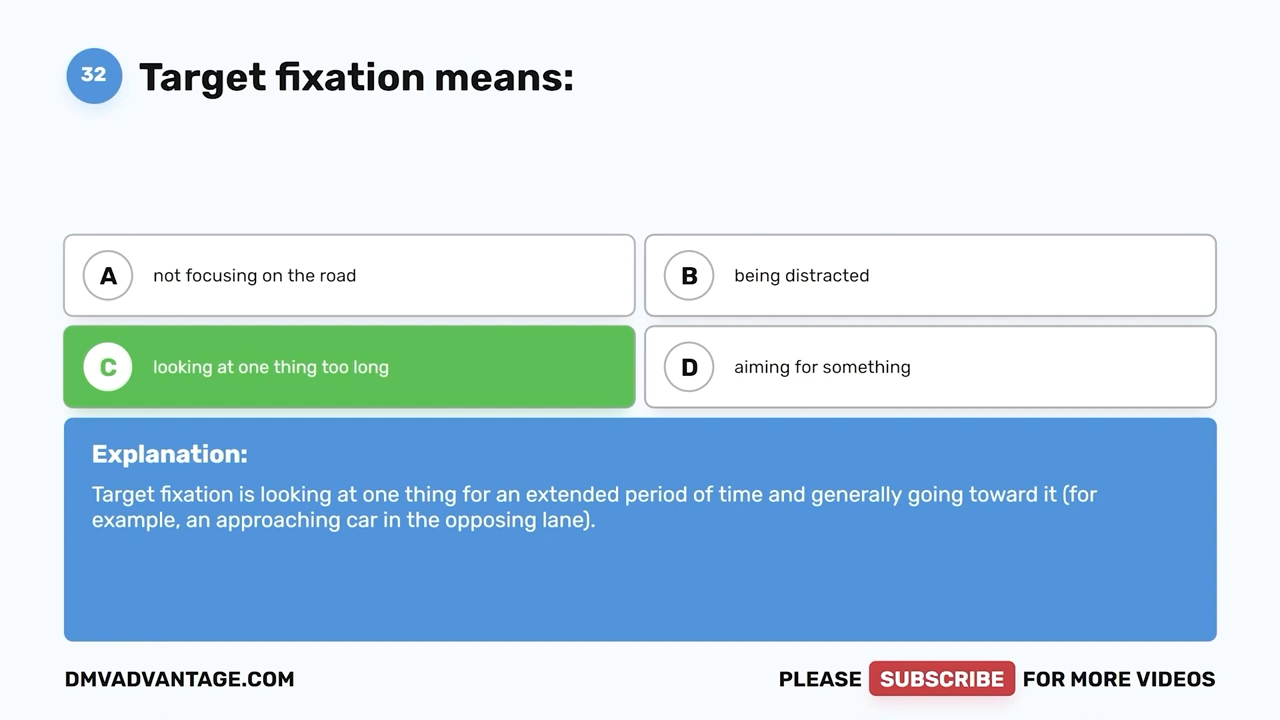 32
Target fixation means:
A not focusing on the road
B being distracted
C looking at one thing too long
D aiming for something
Explanation:
Target fixation is looking at one thing for an extended period of time and generally going toward it (for
example, an approaching car in the opposing lane).
DMVADVANTAGE.COM
PLEASE SUBSCRIBE FOR MORE VIDEOS